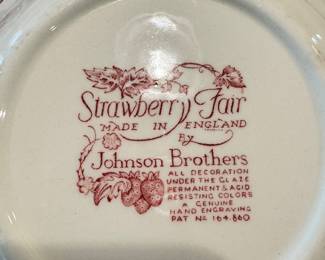 Strawberry Fair
MADE IN ENGLAND
By
Johnson Brothers
ALL DECORATION
UNDER THE GLAZE
PERMANENT & ACID
RESISTING COLORS
A GENUINE
HAND ENGRAVING
PAT NO 164.860